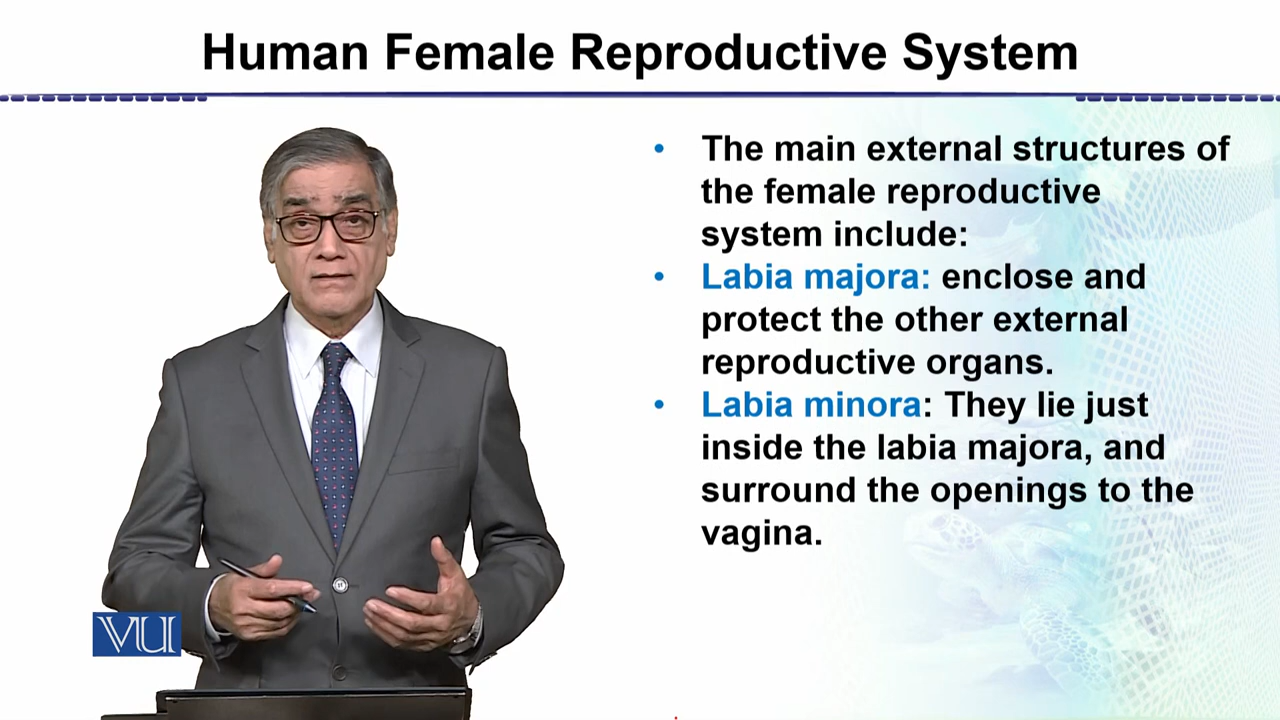 Human Female Reproductive System
• The main external structures of
the female reproductive
system include:
• Labia majora: enclose and
protect the other external
reproductive organs.
• Labia minora: They lie just
inside the labia majora, and
surround the openings to the
vagina.
VU